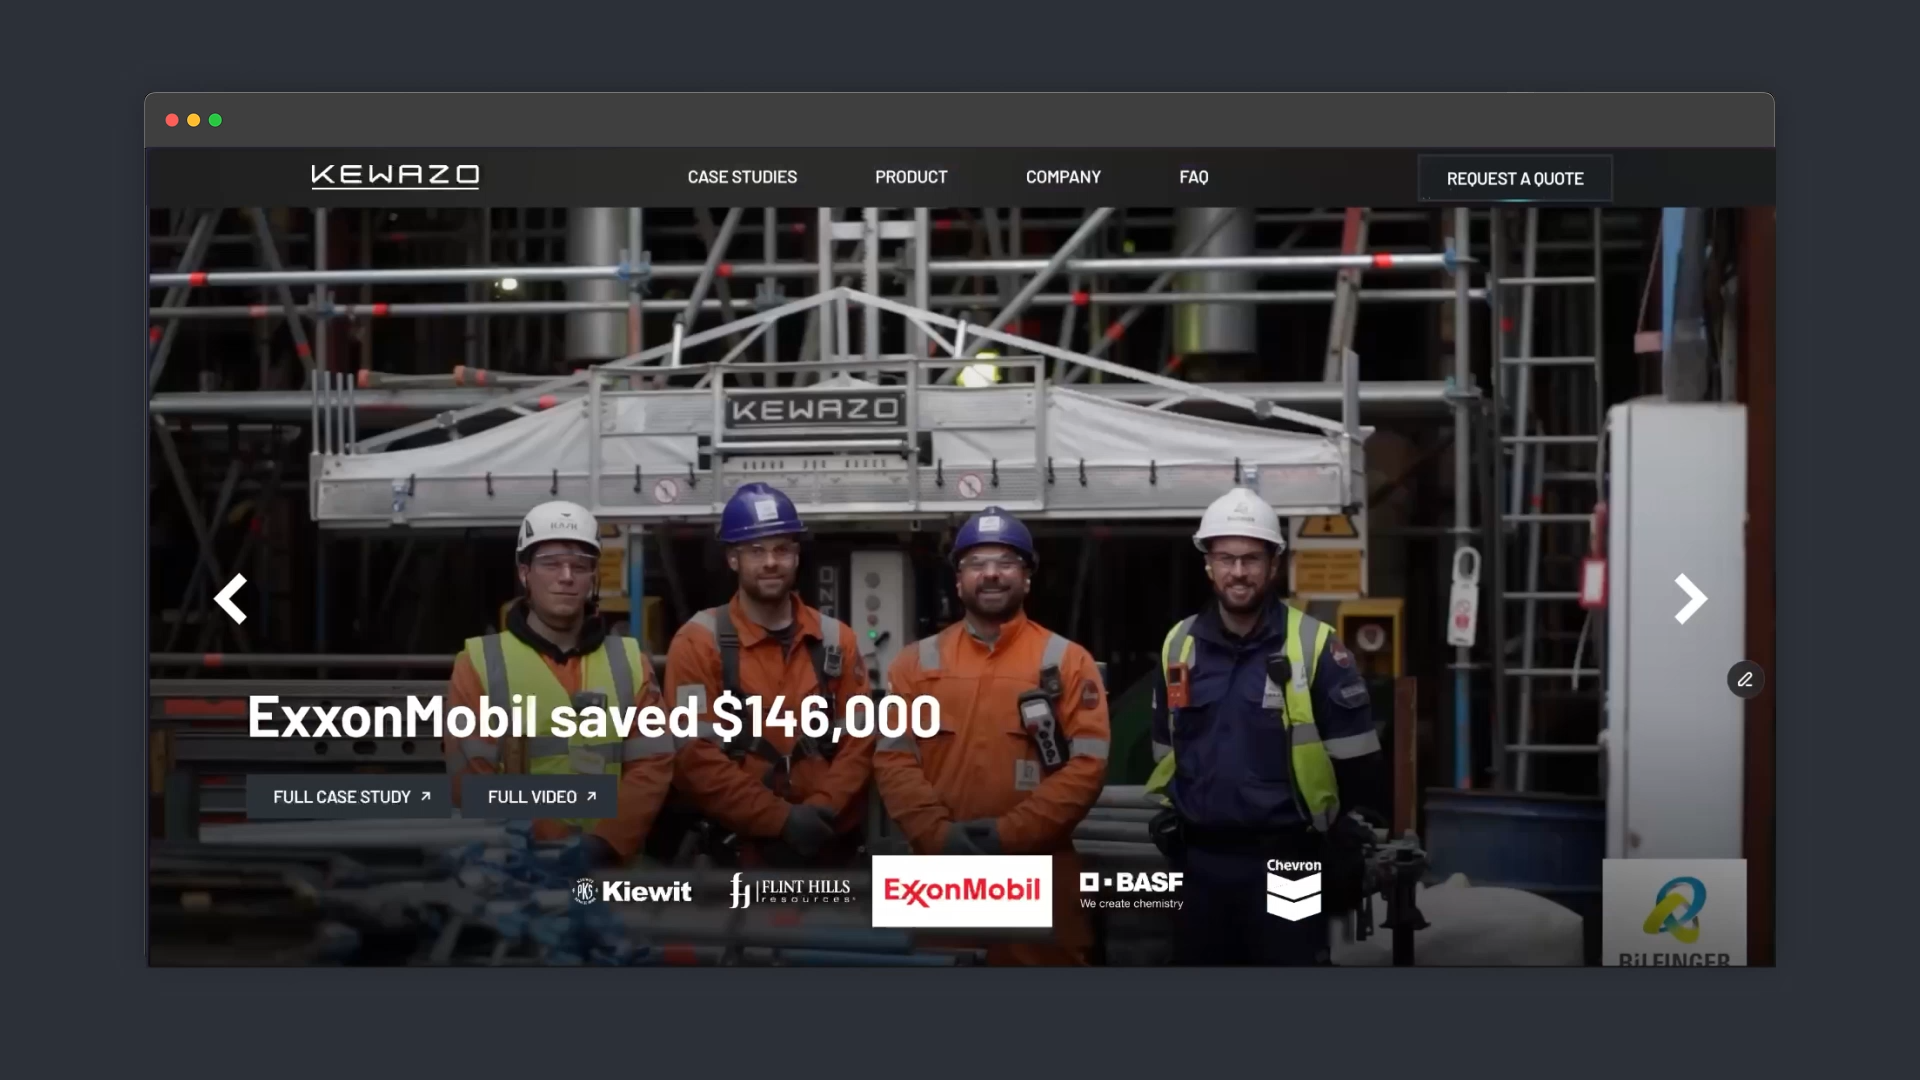 KEWAZO
CASE STUDIES
PRODUCT
COMPANY
FAQ
REQUEST A QUOTE
KEWAZO
ExxonMobil saved $146,000
FULL CASE STUDY
FULL VIDEO
PKS Kiewit
FLINT HILLS
resources
ExxonMobil
BASF
We create chemistry
Chevron
BILFINGER